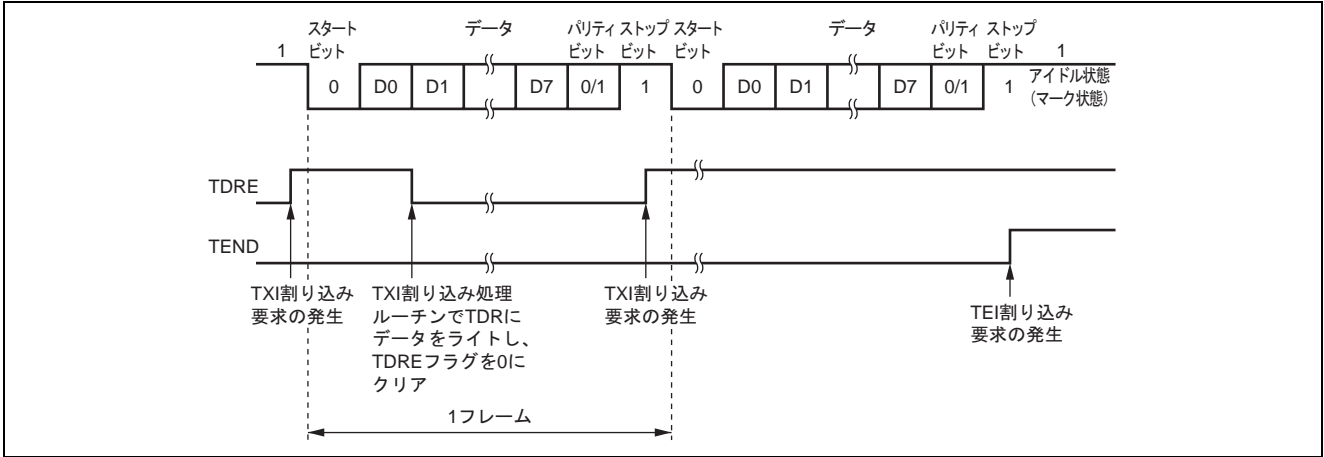 スタート データ パリティ ストップ スタート データ パリティ ストップ
1 ビット ビット ビット ビット ビット ビット 1
0 D0 D1 D7 0/1 1 0 D0 D1 D7 0/1 1 アイドル状態
(マーク状態)
TDRE
TEND
TXI割り込み
要求の発生
TXI割り込み処理
ルーチンでTDRに
データをライトし、
TDREフラグを0に
クリア
TXI割り込み
要求の発生
TEI割り込み
要求の発生
1フレーム